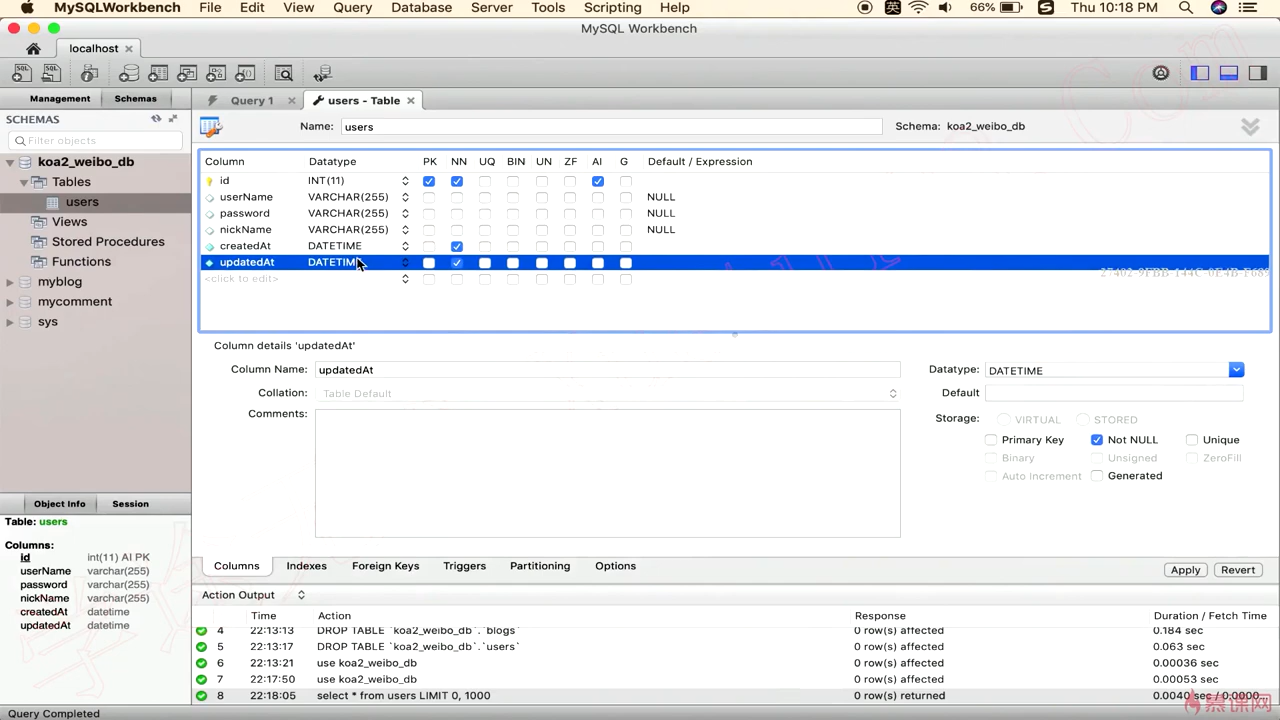 MySQLWorkbench File Edit View Query Database Server Tools Scripting Help 英 66% S Thu 10:18 PM
MySQL Workbench
localhost
Management Schemas Query 1 users - Table
SCHEMAS
Name: users Schema: koa2_weibo_db
Filter objects
koa2_weibo_db
Tables
users
Views
Stored Procedures
Functions
myblog
mycomment
sys
Column Datatype PK NN UQ BIN UN ZF AI G Default / Expression
id INT(11)
userName VARCHAR(255) NULL
password VARCHAR(255) NULL
nickName VARCHAR(255) NULL
createdAt DATETIME
updatedAt DATETIME
<click to edit>
Column details 'updatedAt'
Column Name: updatedAt Datatype: DATETIME
Collation: Table Default Default
Comments: Storage: VIRTUAL STORED
Primary Key Not NULL Unique
Binary Unsigned ZeroFill
Auto Increment Generated
Object Info Session
Table: users
Columns:
id int(11) AI PK
userName varchar(255)
password varchar(255)
nickName varchar(255)
createdAt datetime
updatedAt datetime
Columns Indexes Foreign Keys Triggers Partitioning Options Apply Revert
Action Output
Time Action Response Duration / Fetch Time
4 22:13:13 DROP TABLE `koa2_weibo_db`.`blogs` 0 row(s) affected 0.184 sec
5 22:13:17 DROP TABLE `koa2_weibo_db`.`users` 0 row(s) affected 0.063 sec
6 22:13:21 use koa2_weibo_db 0 row(s) affected 0.00036 sec
7 22:17:50 use koa2_weibo_db 0 row(s) affected 0.00053 sec
8 22:18:05 select * from users LIMIT 0, 1000 0 row(s) returned 0.0040 sec
慕课网
Query Completed